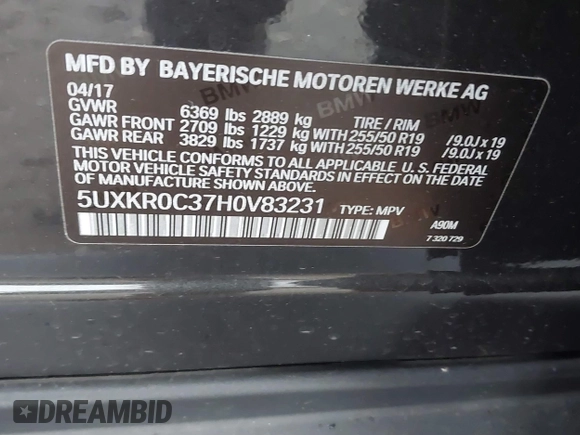 MFD BY BAYERISCHE MOTOREN WERKE AG
04/17
GVWR 6369 lbs 2889 kg TIRE / RIM
GAWR FRONT 2709 lbs 1229 kg WITH 255/50 R19 /9.0J x 19
GAWR REAR 3829 lbs 1737 kg WITH 255/50 R19 /9.0J x 19
THIS VEHICLE CONFORMS TO ALL APPLICABLE U. S. FEDERAL
MOTOR VEHICLE SAFETY STANDARDS IN EFFECT ON THE DATE
OF MANUFACTURE SHOWN ABOVE.
5UXKR0C37H0V83231 TYPE: MPV
A90M
7 320 729
DREAMBID